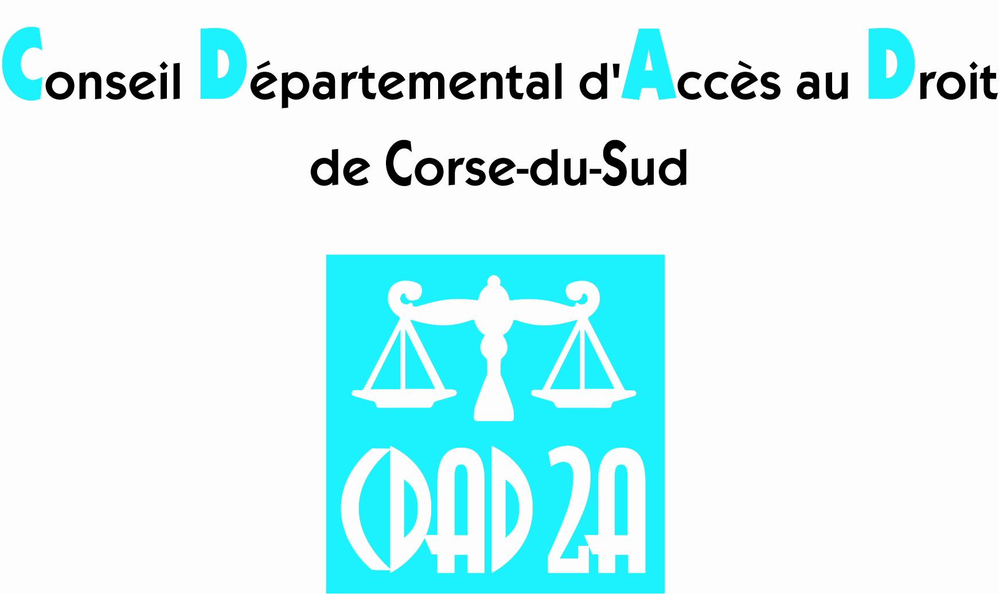 Conseil Départemental d'Accès au Droit
de Corse-du-Sud
CDAD 2A